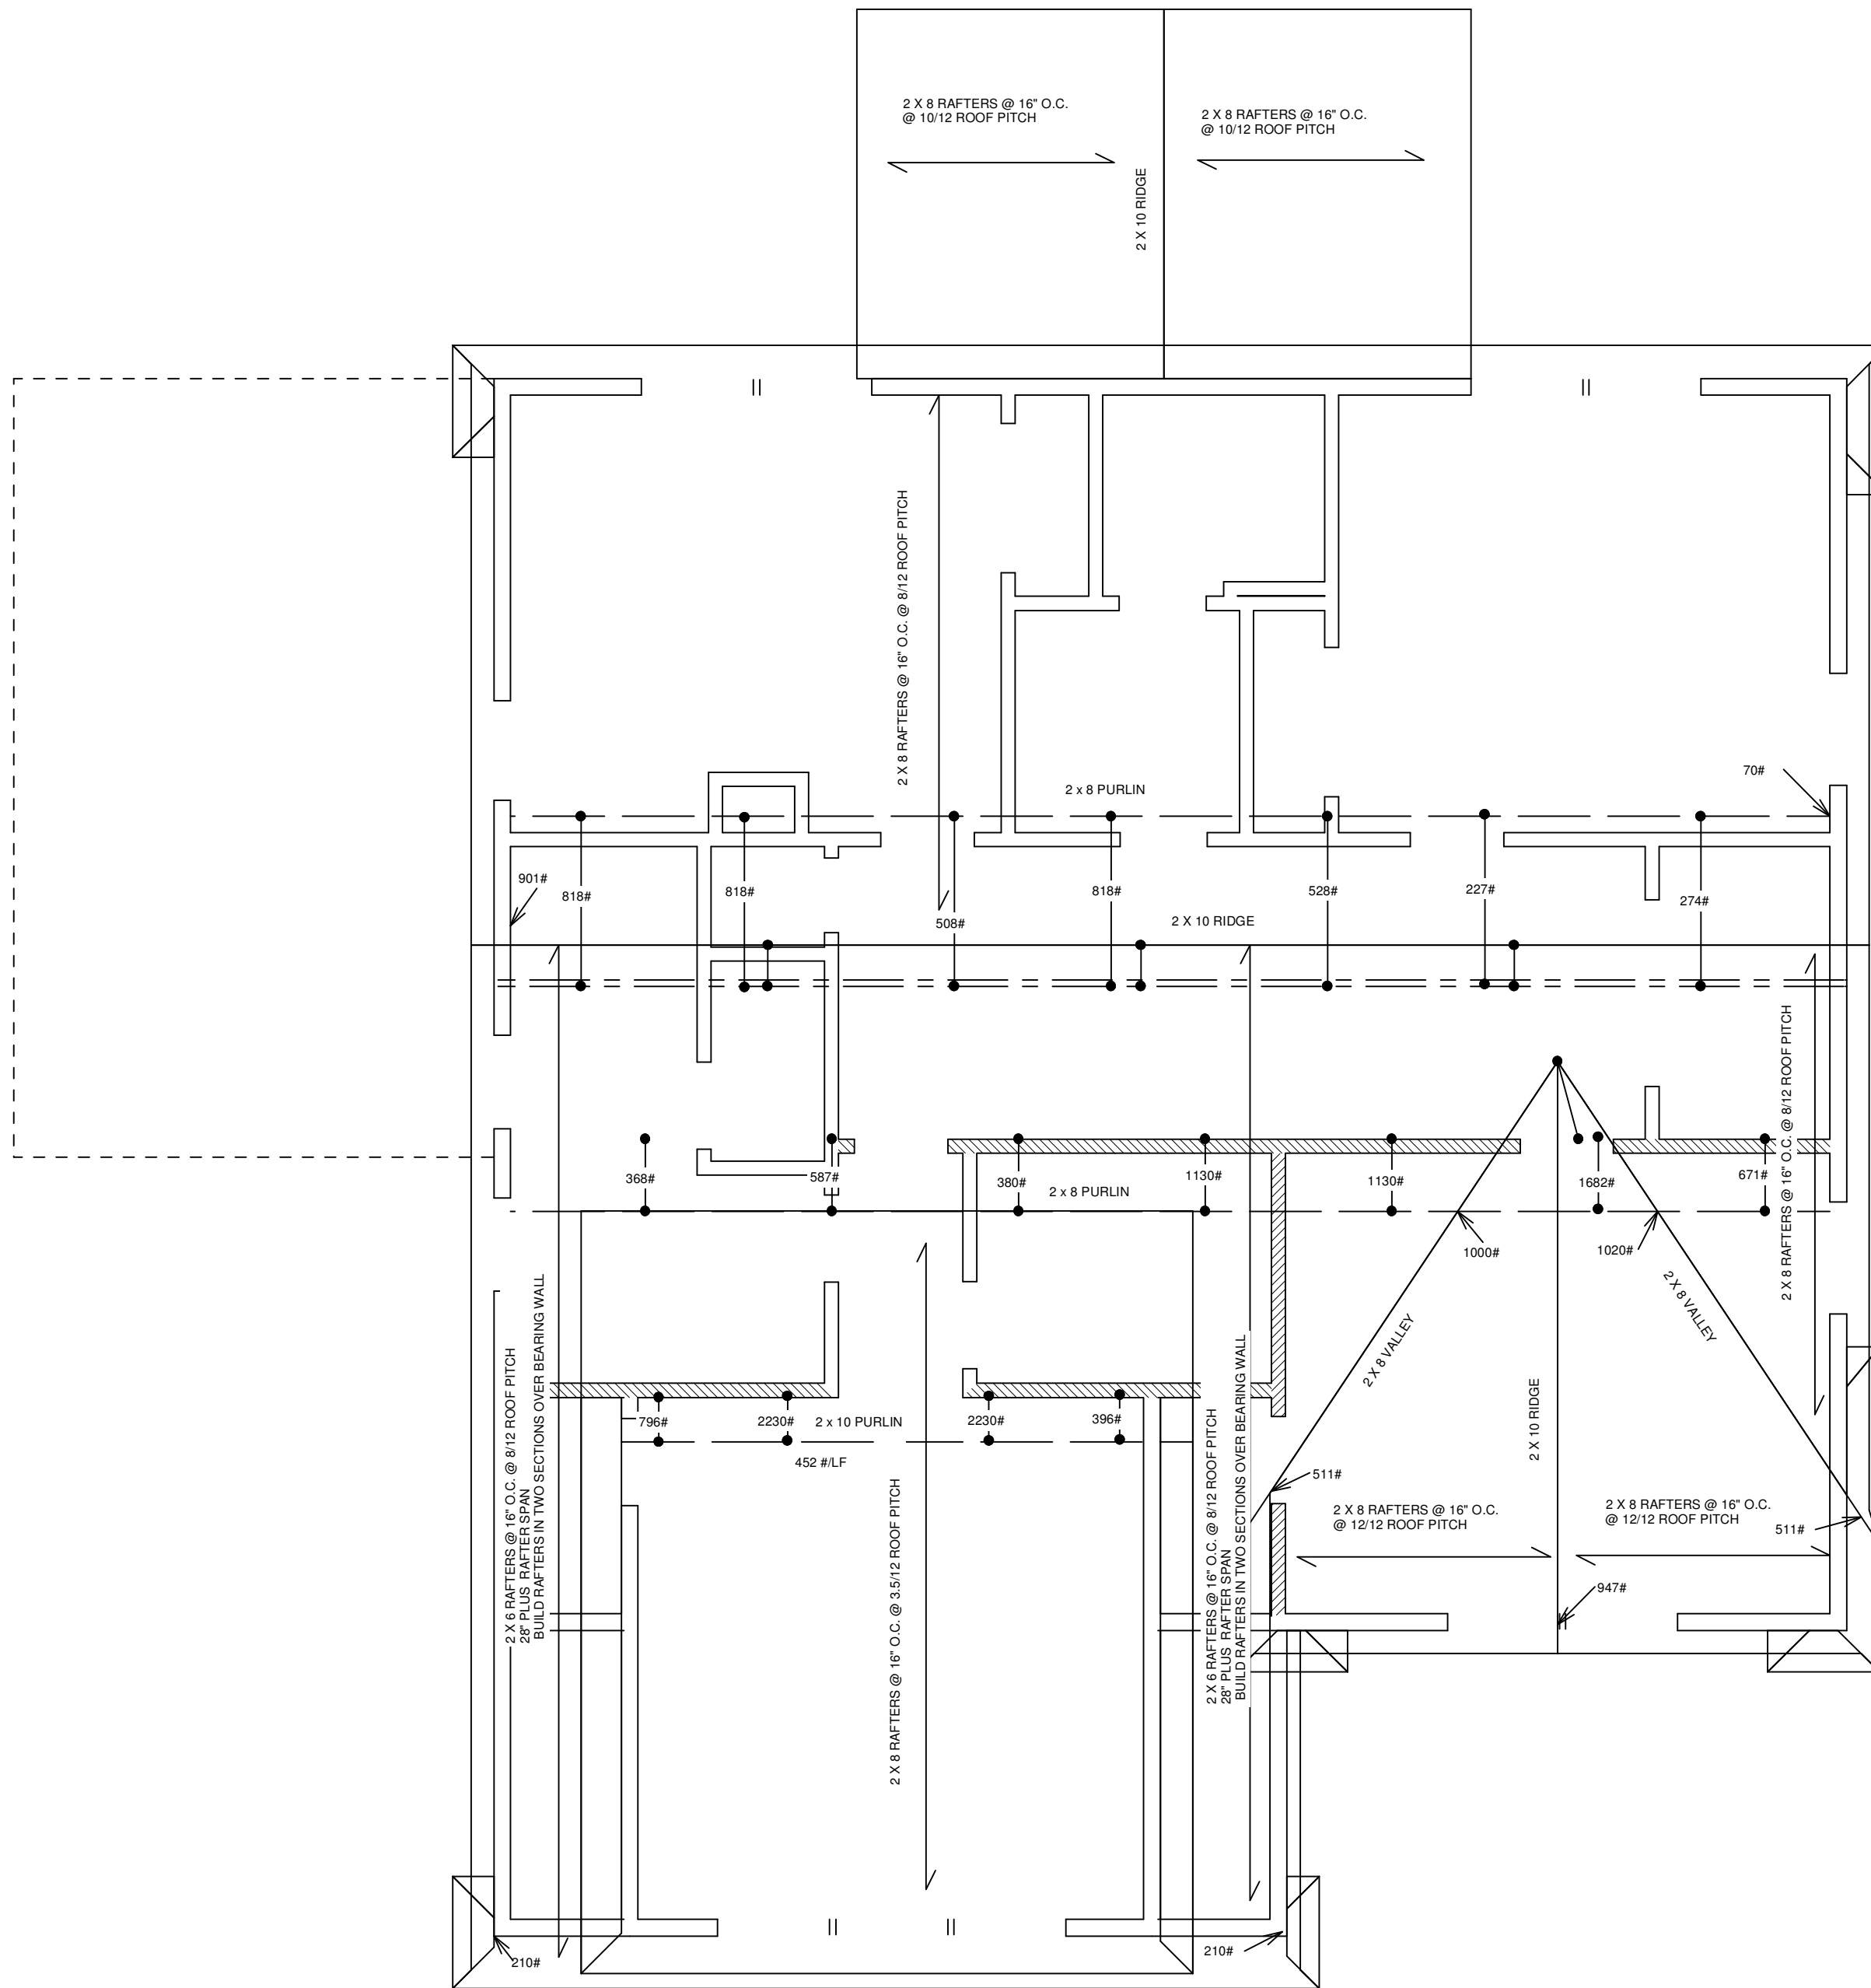 2 X 8 RAFTERS @ 16" O.C.
@ 10/12 ROOF PITCH
2 X 8 RAFTERS @ 16" O.C.
@ 10/12 ROOF PITCH
2 X 10 RIDGE
2 X 8 RAFTERS @ 16" O.C. @ 8/12 ROOF PITCH
2 x 8 PURLIN
70#
901#
818#
818#
508#
818#
528#
227#
274#
2 X 10 RIDGE
2 X 8 RAFTERS @ 16" O.C. @ 8/12 ROOF PITCH
368#
587#
380#
1130#
1130#
1682#
671#
2 x 8 PURLIN
1000#
1020#
2 X 8 VALLEY
2 X 8 VALLEY
2 X 6 RAFTERS @ 16" O.C. @ 8/12 ROOF PITCH
28" PLUS RAFTER SPAN
BUILD RAFTERS IN TWO SECTIONS OVER BEARING WALL
796#
2230#
2 x 10 PURLIN
2230#
396#
452 #/LF
2 X 8 RAFTERS @ 16" O.C. @ 3.5/12 ROOF PITCH
2 X 6 RAFTERS @ 16" O.C. @ 8/12 ROOF PITCH
28" PLUS RAFTER SPAN
BUILD RAFTERS IN TWO SECTIONS OVER BEARING WALL
2 X 10 RIDGE
511#
2 X 8 RAFTERS @ 16" O.C.
@ 12/12 ROOF PITCH
2 X 8 RAFTERS @ 16" O.C.
@ 12/12 ROOF PITCH
511#
947#
210#
210#